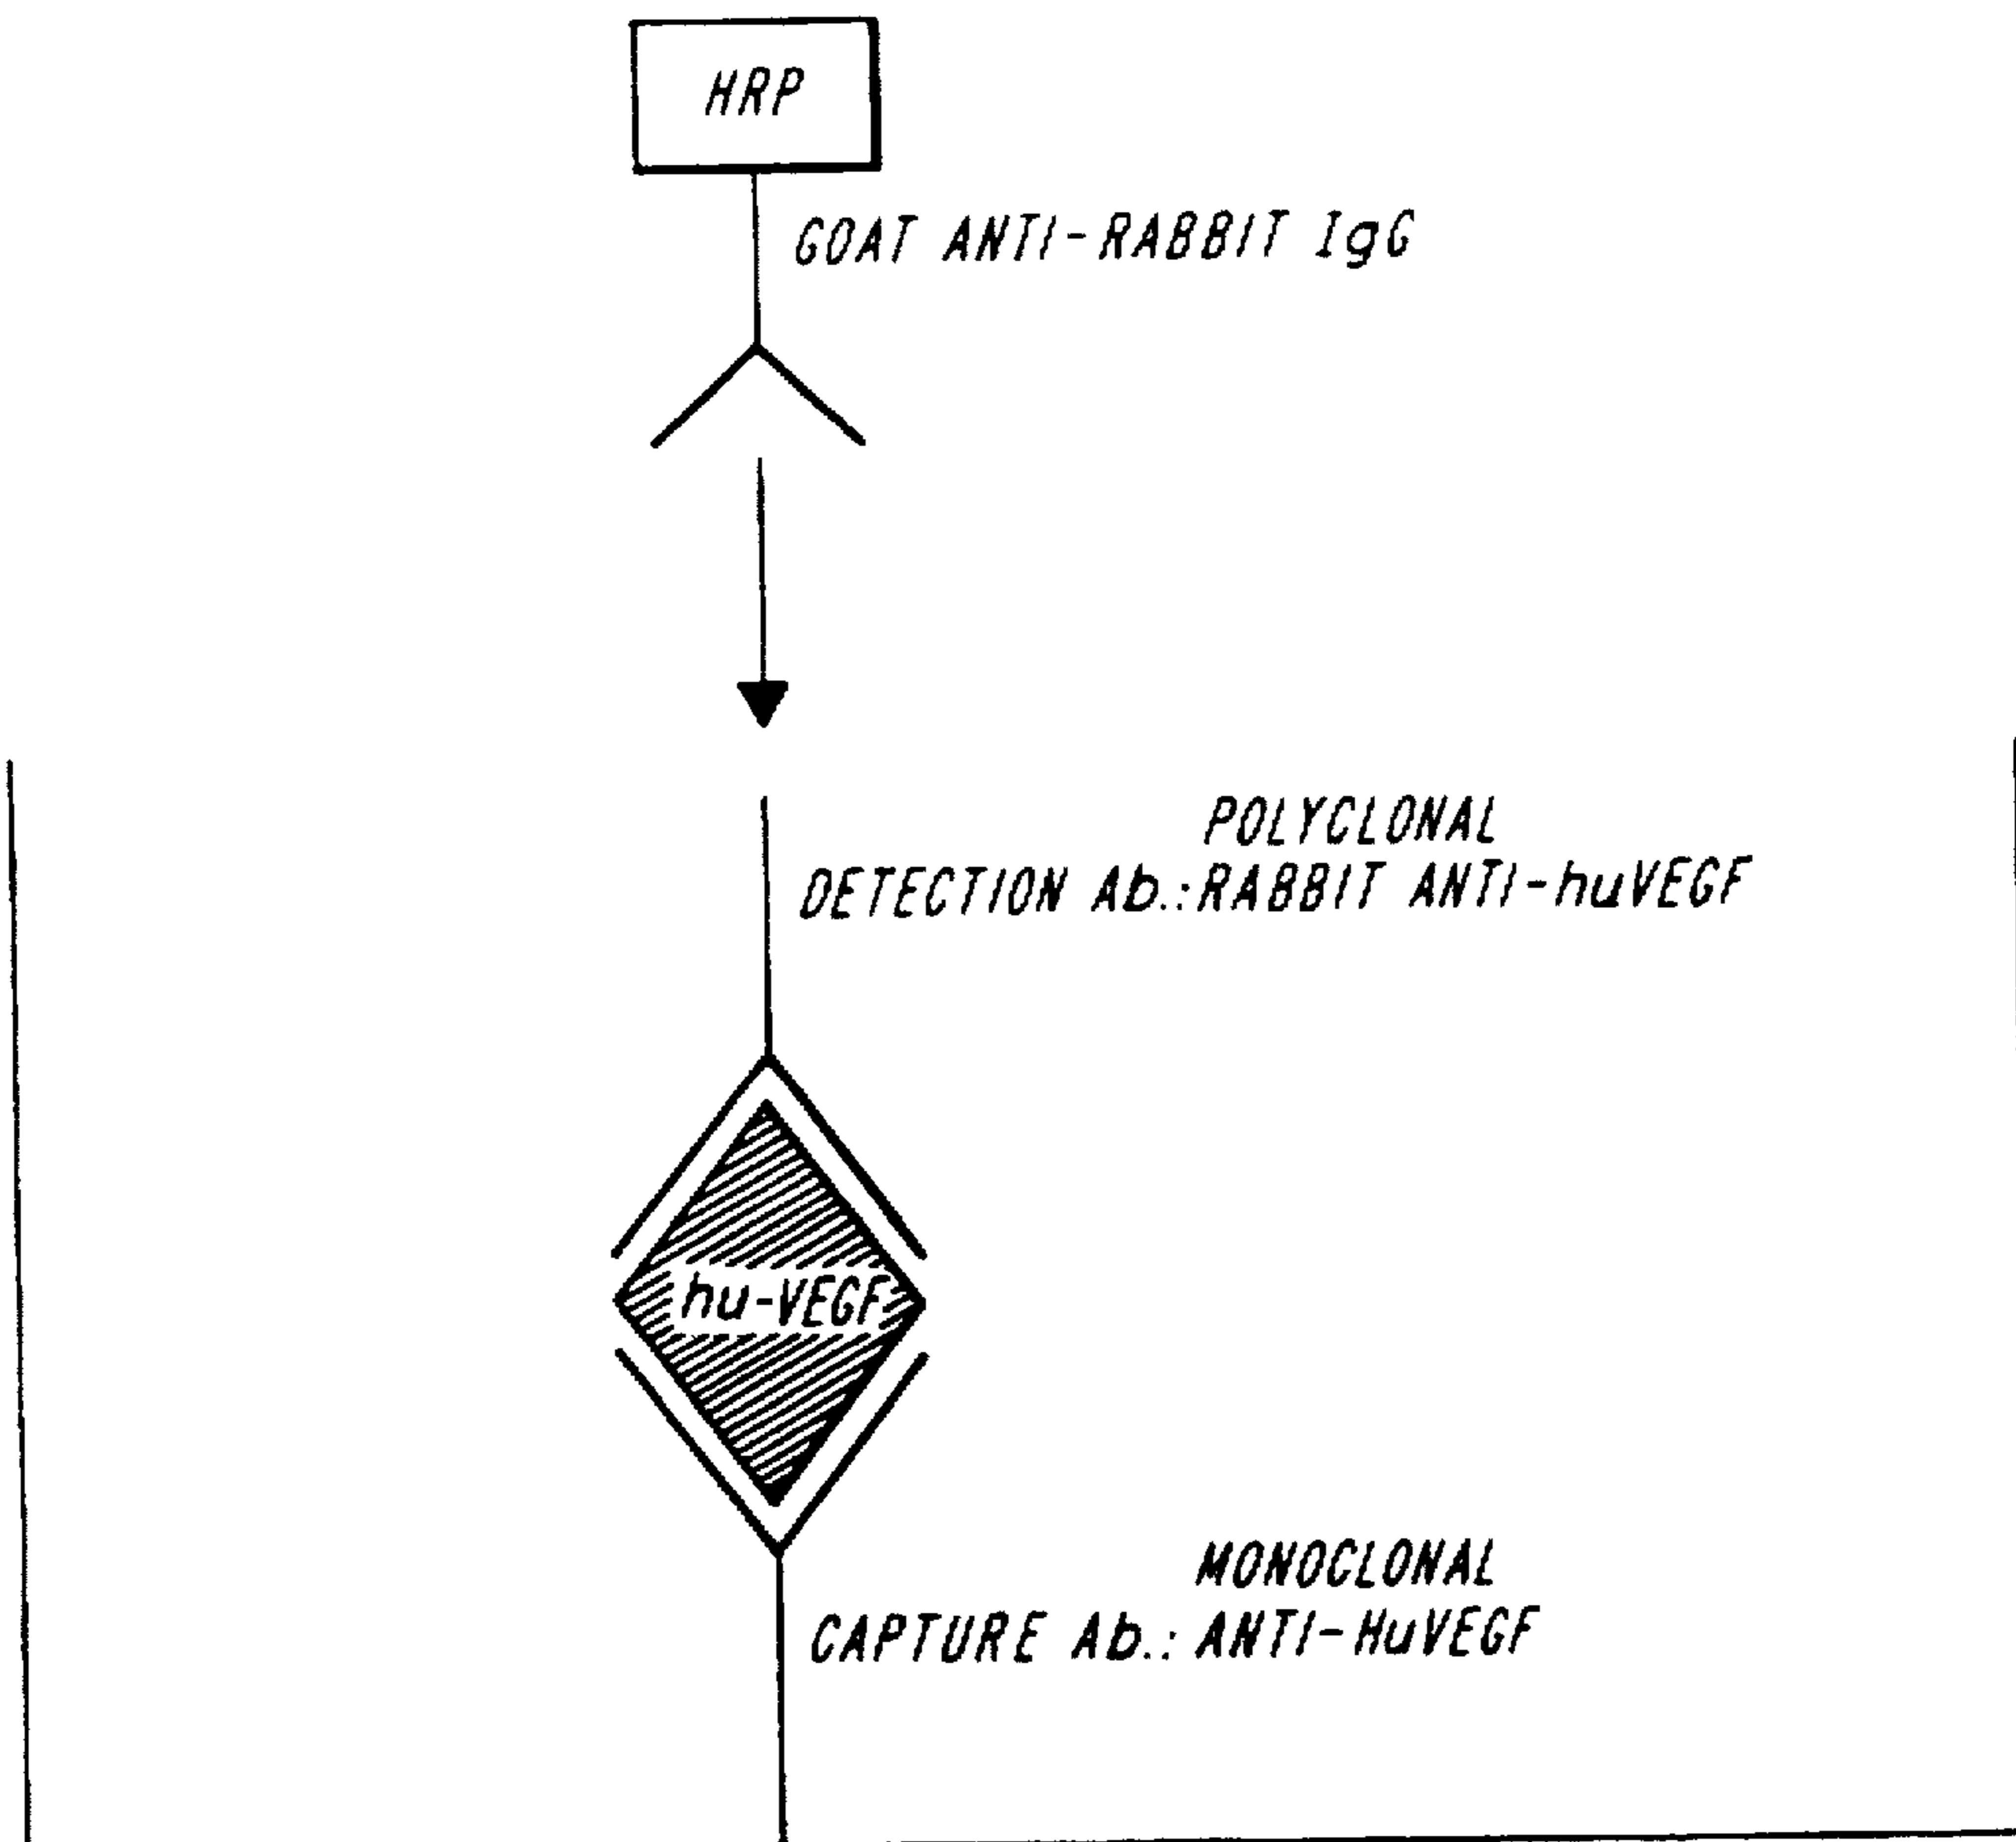 HRP
GOAT ANTI-RABBIT IgG
POLYCLONAL
DETECTION Ab.:RABBIT ANTI-huVEGF
hu-VEGF
MONOCLONAL
CAPTURE Ab.: ANTI-HuVEGF